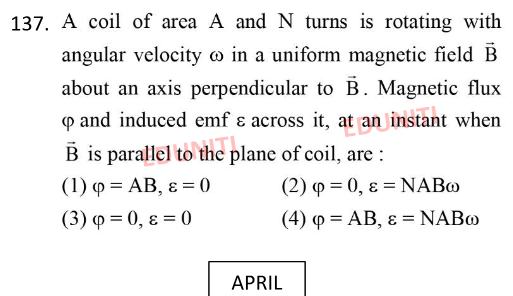 137. A coil of area A and N turns is rotating with
angular velocity ω in a uniform magnetic field B⃗
about an axis perpendicular to B⃗. Magnetic flux
φ and induced emf ε across it, at an instant when
EDUNITI
B⃗ is parallel to the plane of coil, are :
EDUNITI
(1) φ = AB, ε = 0 (2) φ = 0, ε = NABω
(3) φ = 0, ε = 0 (4) φ = AB, ε = NABω
APRIL